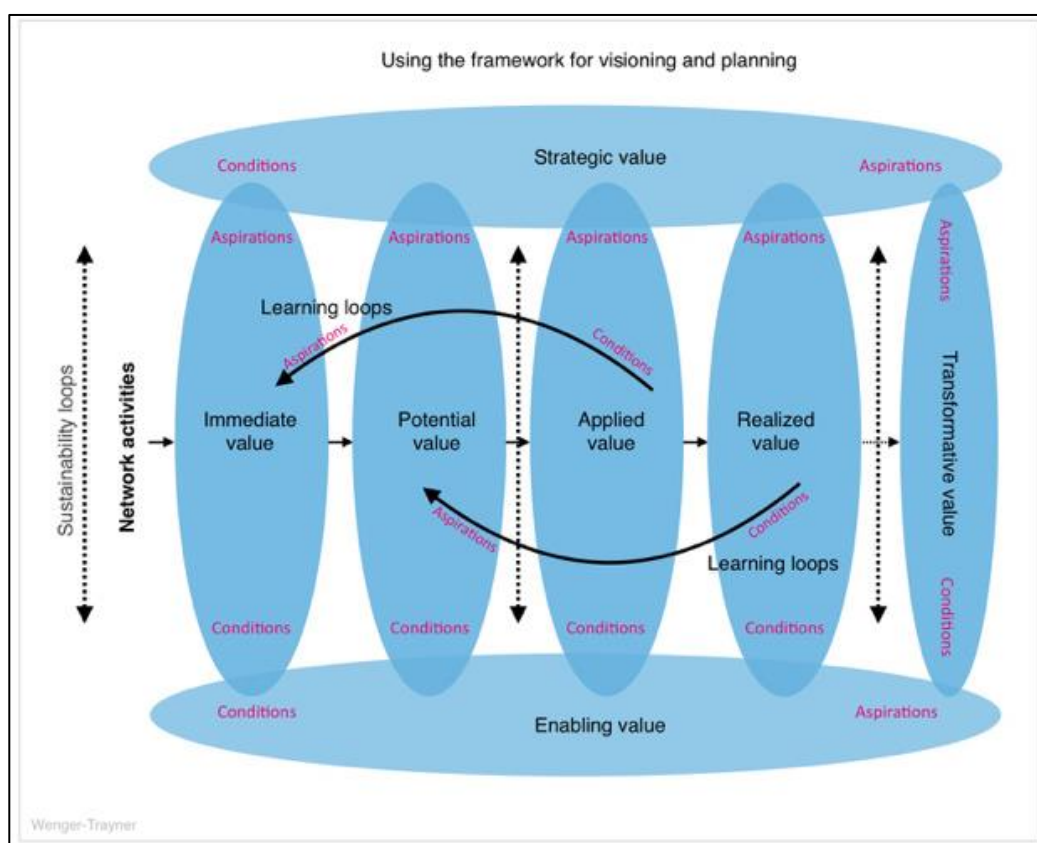 Using the framework for visioning and planning
Conditions
Strategic value
Aspirations
Aspirations
Aspirations
Aspirations
Aspirations
Aspirations
Learning loops
Aspirations
Conditions
Sustainability loops
Network activities
Immediate
value
Potential
value
Applied
value
Realized
value
Transformative value
Aspirations
Conditions
Learning loops
Conditions
Conditions
Conditions
Conditions
Conditions
Conditions
Enabling value
Aspirations
Wenger-Trayner